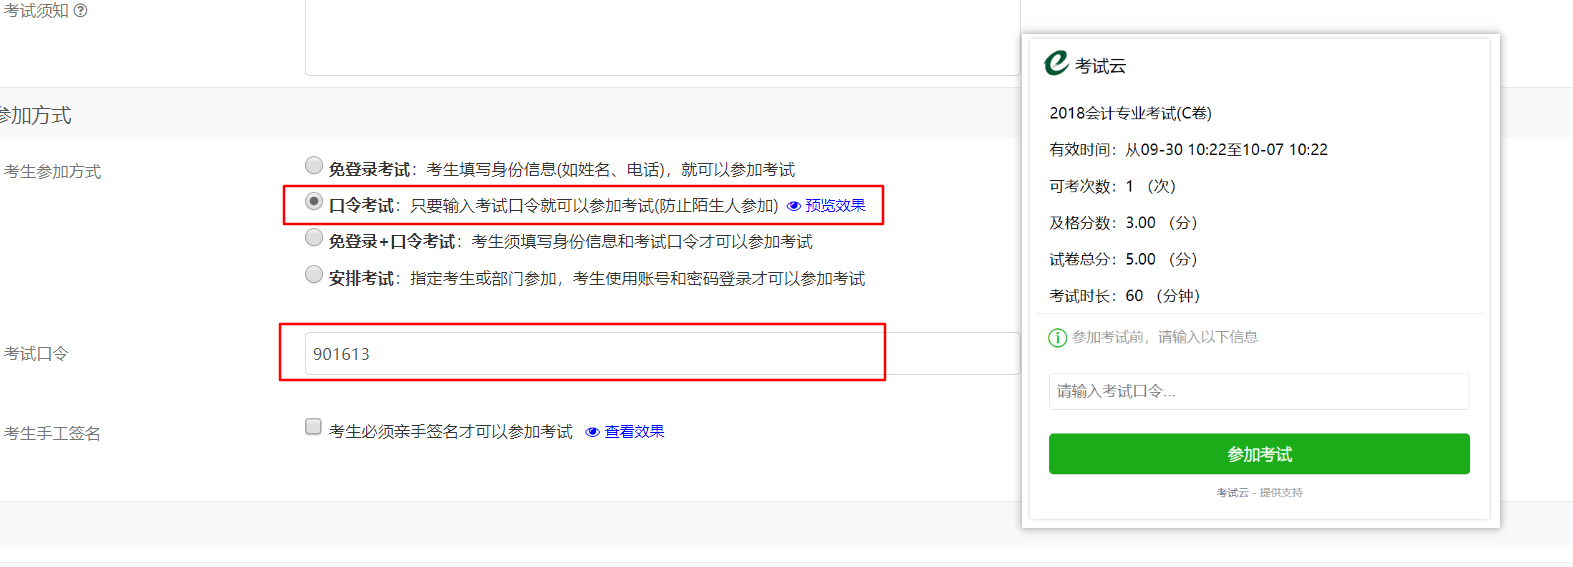 考试须知
参加方式
考生参加方式
免登录考试：考生填写身份信息(如姓名、电话)，就可以参加考试
口令考试：只要输入考试口令就可以参加考试(防止陌生人参加) 预览效果
免登录+口令考试：考生须填写身份信息和考试口令才可以参加考试
安排考试：指定考生或部门参加，考生使用账号和密码登录才可以参加考试
考试口令
901613
考生手工签名
考生必须亲手签名才可以参加考试 查看效果
考试云
2018会计专业考试(C卷)
有效时间：从09-30 10:22至10-07 10:22
可考次数：1 （次）
及格分数：3.00 （分）
试卷总分：5.00 （分）
考试时长：60 （分钟）
参加考试前，请输入以下信息
请输入考试口令...
参加考试
考试云 - 提供支持